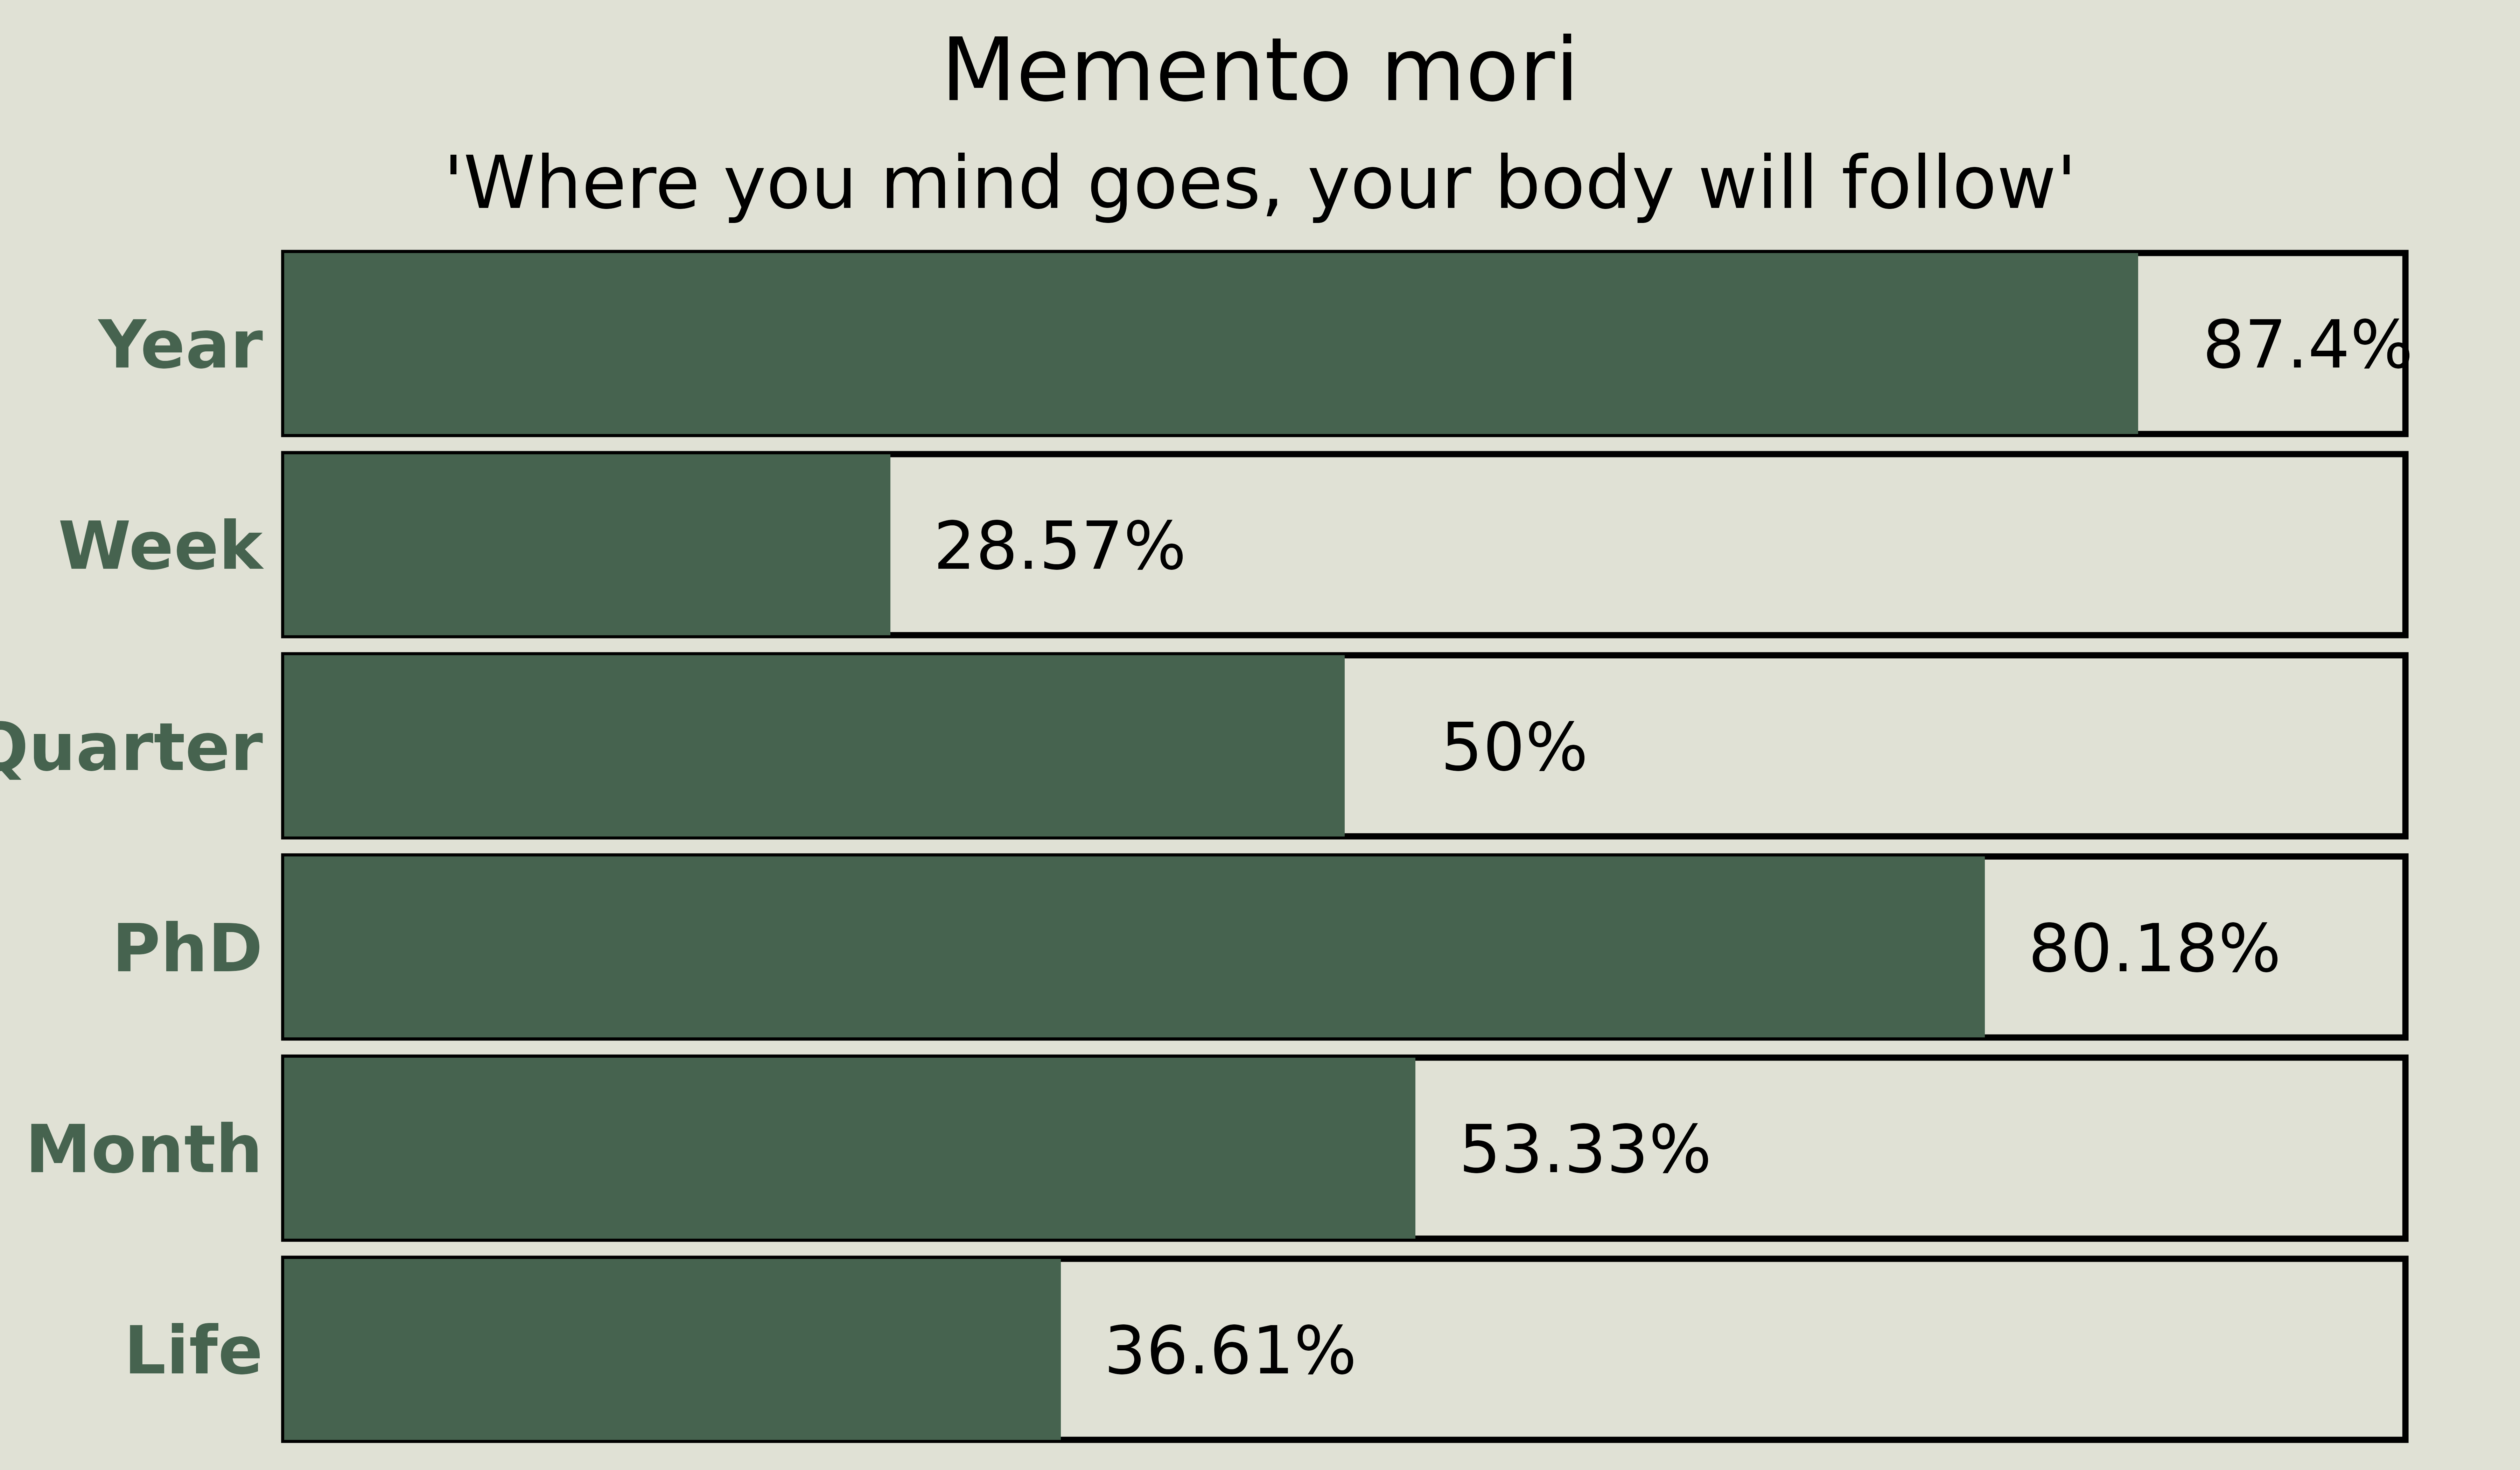 Memento mori
'Where you mind goes, your body will follow'
Year 87.4%
Week 28.57%
Quarter 50%
PhD 80.18%
Month 53.33%
Life 36.61%